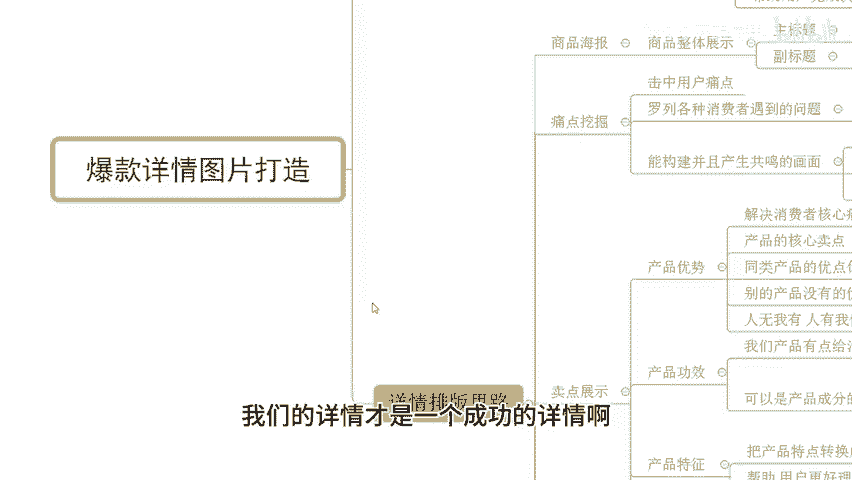 主标题
商品海报
商品整体展示
副标题
击中用户痛点
痛点挖掘
罗列各种消费者遇到的问题
爆款详情图片打造
能构建并且产生共鸣的画面
解决消费者核心
产品的核心卖点
产品优势
同类产品的优点
别的产品没有的
人无我有 人有我
我们产品有点给
产品功效
卖点展示
详情排版思路
可以是产品成分的
我们的详情才是一个成功的详情啊
产品特征
把产品特点转换
帮助 用户更好理